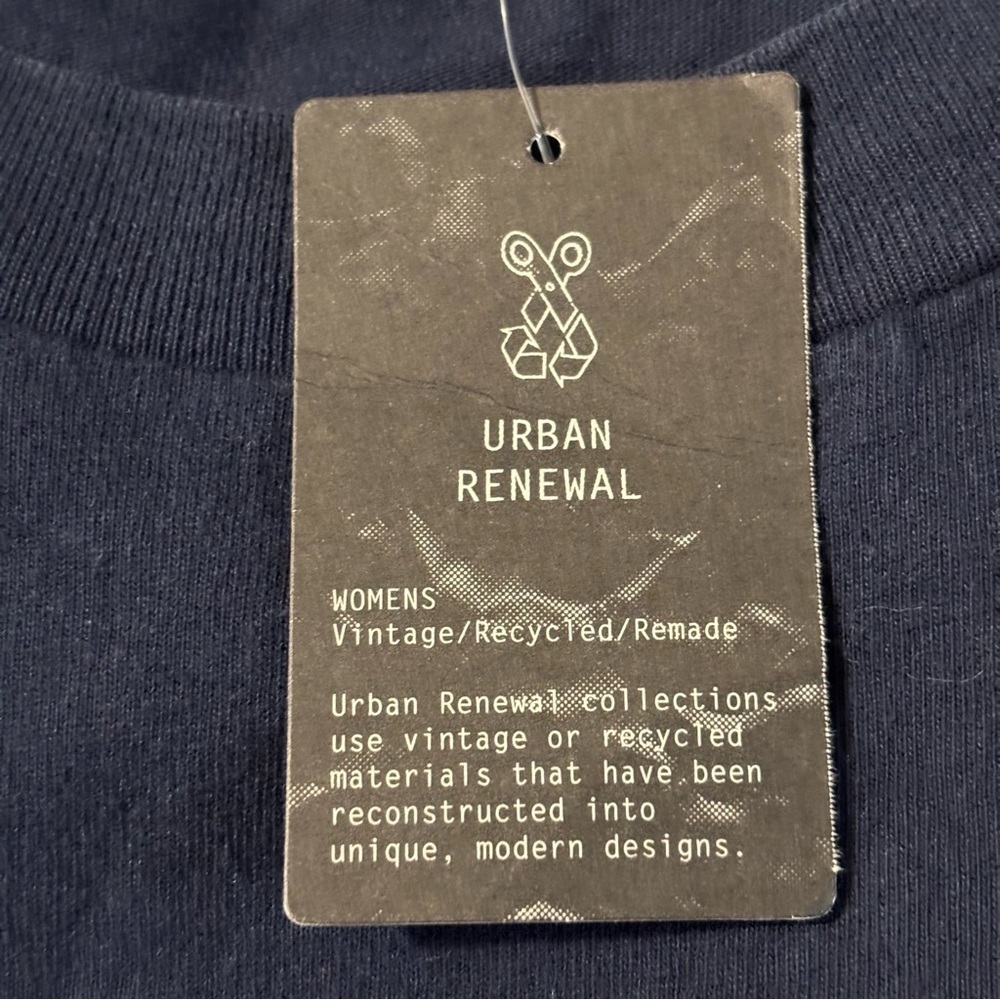 URBAN
RENEWAL
WOMENS
Vintage/Recycled/Remade
Urban Renewal collections
use vintage or recycled
materials that have been
reconstructed into
unique, modern designs.